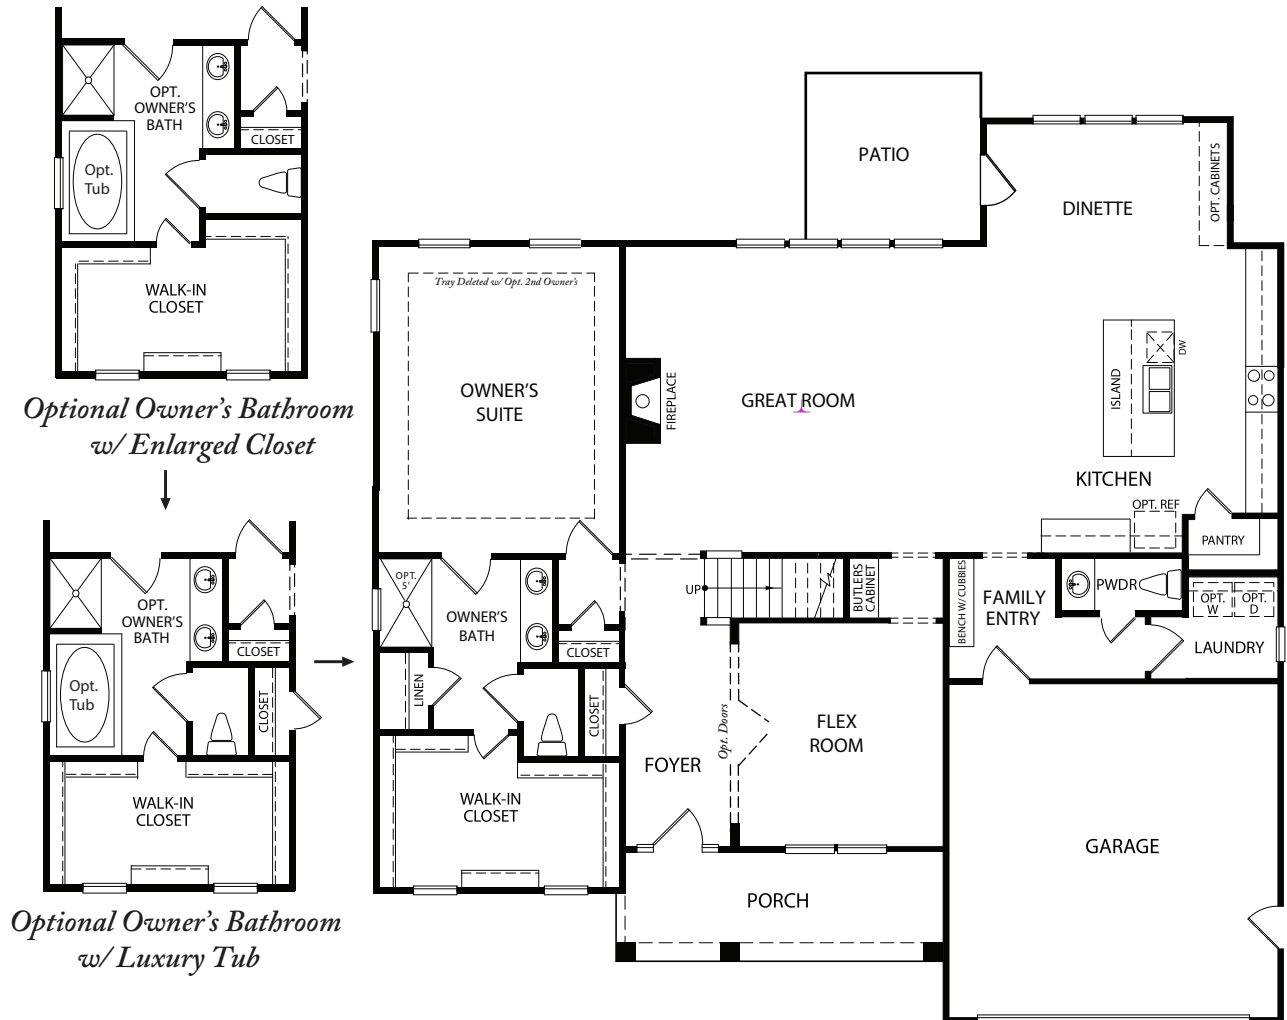 OPT.
OWNER'S
BATH
CLOSET
Opt.
Tub
WALK-IN
CLOSET
Optional Owner's Bathroom
w/ Enlarged Closet
OPT.
OWNER'S
BATH
CLOSET
Opt.
Tub
CLOSET
WALK-IN
CLOSET
Optional Owner's Bathroom
w/ Luxury Tub
PATIO
DINETTE
OPT. CABINETS
Tray Deleted w/ Opt. 2nd Owner's
OWNER'S
SUITE
FIREPLACE
GREAT ROOM
ISLAND
DW
KITCHEN
OPT. REF
PANTRY
OPT.
5'
OWNER'S
BATH
CLOSET
LINEN
CLOSET
WALK-IN
CLOSET
UP
BUTLERS
CABINET
BENCH W/ CUBBIES
FAMILY
ENTRY
PWDR
OPT.
W
OPT.
D
LAUNDRY
FOYER
Opt. Doors
FLEX
ROOM
PORCH
GARAGE